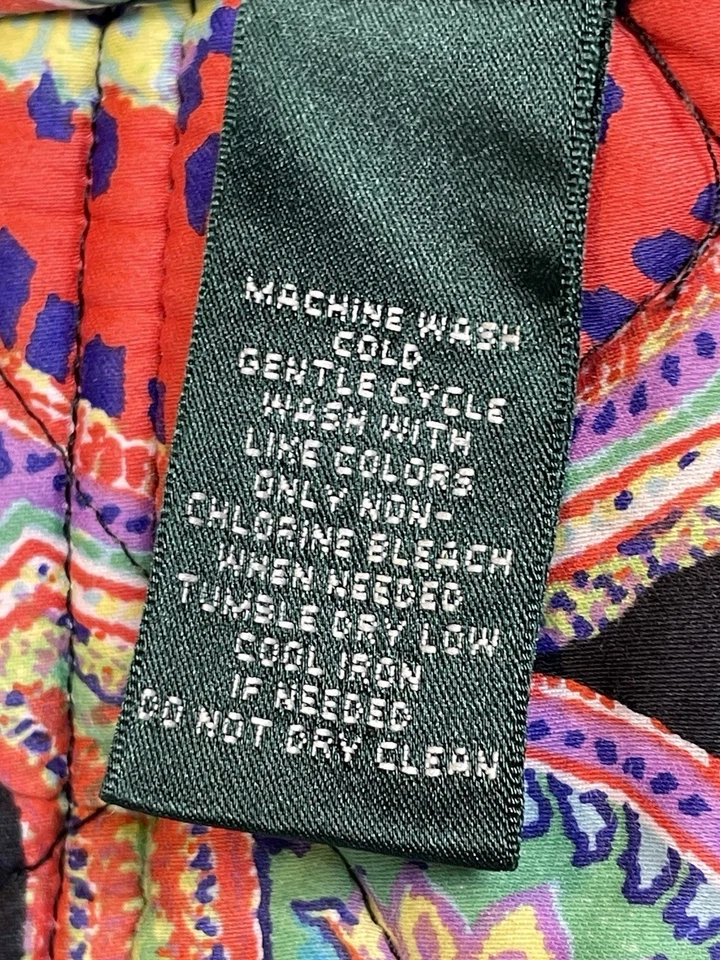 MACHINE WASH
COLD
GENTLE CYCLE
WASH WITH
LIKE COLORS
ONLY NON-
CHLORINE BLEACH
WHEN NEEDED
TUMBLE DRY LOW
COOL IRON
IF NEEDED
DO NOT DRY CLEAN